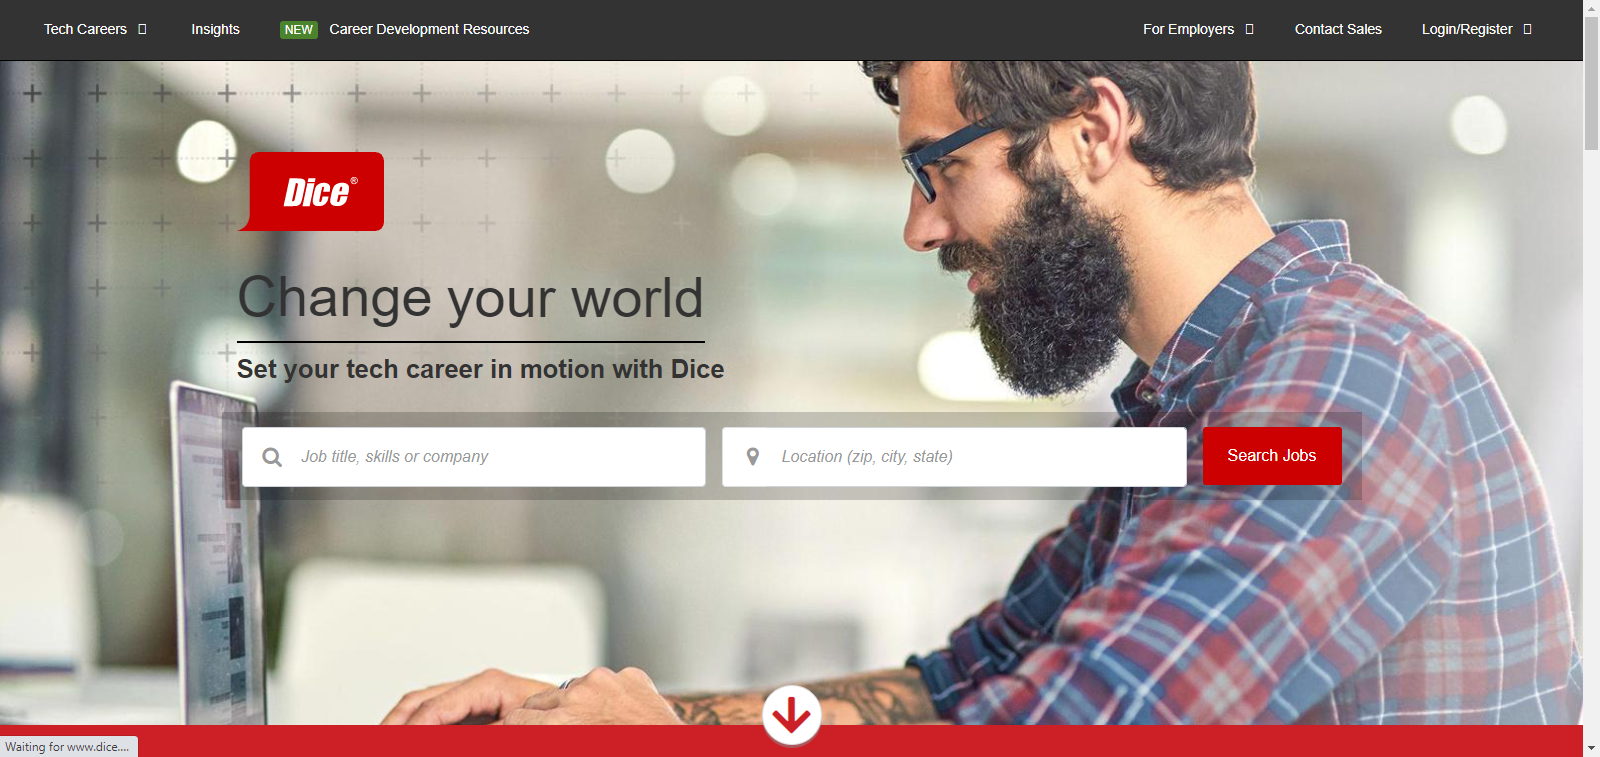 Tech Careers Insights NEW Career Development Resources For Employers Contact Sales Login/Register
Dice®
Change your world
Set your tech career in motion with Dice
Job title, skills or company Location (zip, city, state) Search Jobs
Waiting for www.dice....